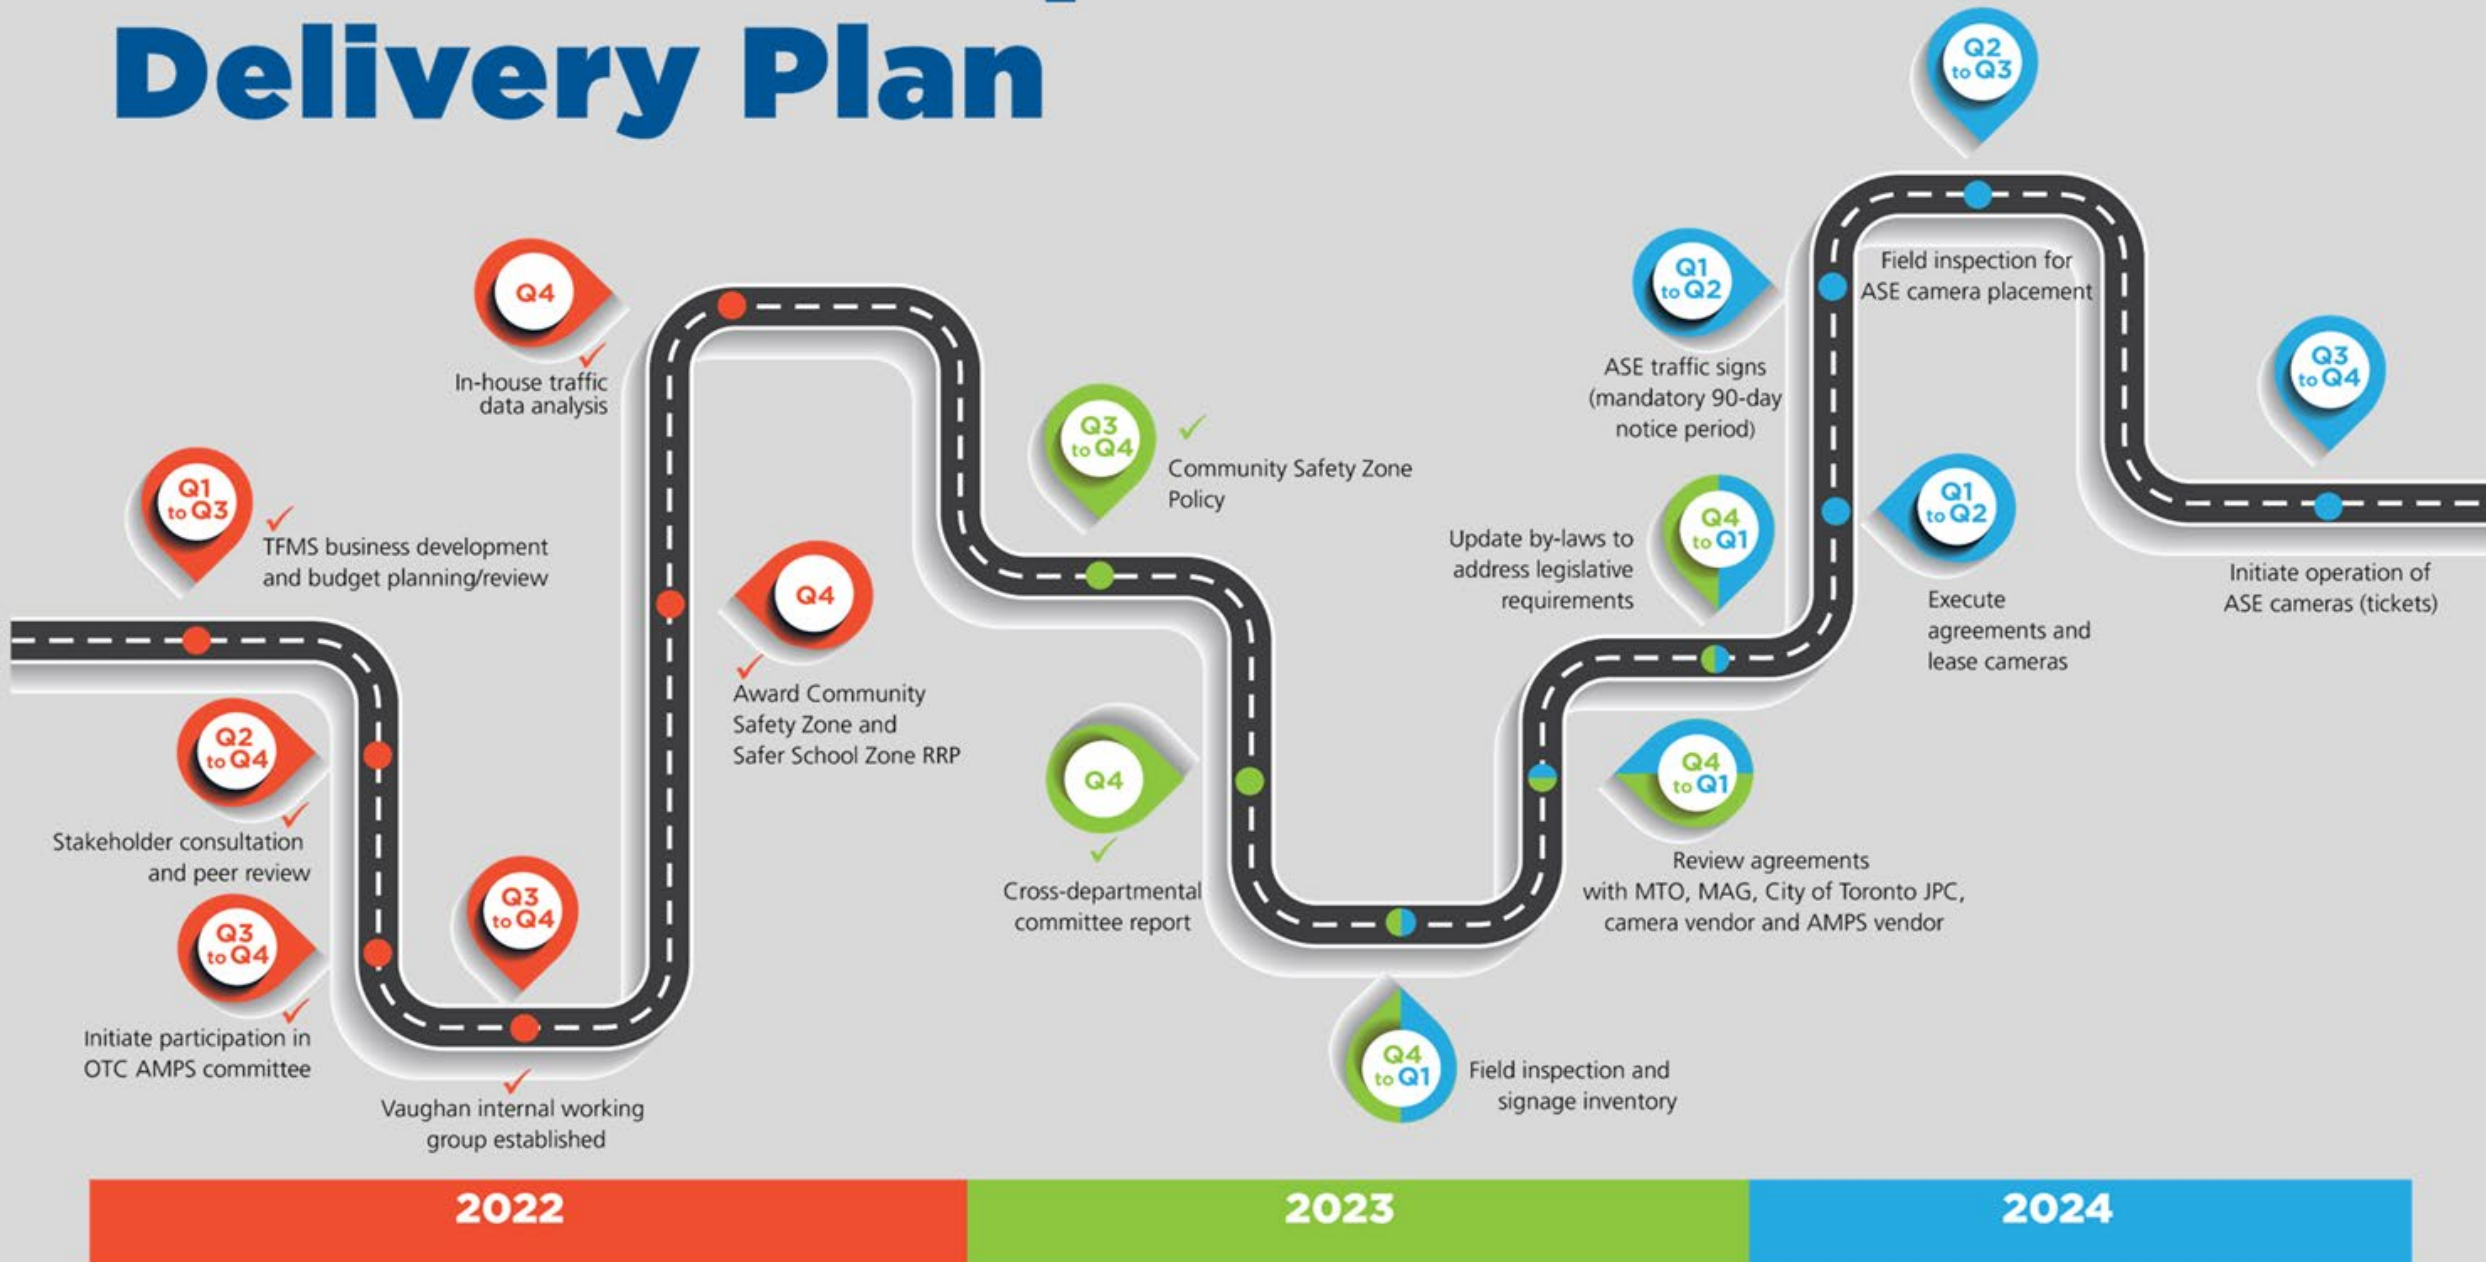 Delivery Plan
Q1
to Q3
TFMS business development
and budget planning/review
Q2
to Q4
Stakeholder consultation
and peer review
Q3
to Q4
Initiate participation in
OTC AMPS committee
Q3
to Q4
Vaughan internal working
group established
Q4
In-house traffic
data analysis
Q4
Award Community
Safety Zone and
Safer School Zone RRP
Q3
to Q4
Community Safety Zone
Policy
Q4
Cross-departmental
committee report
Q4
to Q1
Field inspection and
signage inventory
Q4
to Q1
Review agreements
with MTO, MAG, City of Toronto JPC,
camera vendor and AMPS vendor
Q4
to Q1
Update by-laws to
address legislative
requirements
Q1
to Q2
Execute
agreements and
lease cameras
Q1
to Q2
ASE traffic signs
(mandatory 90-day
notice period)
Q2
to Q3
Field inspection for
ASE camera placement
Q3
to Q4
Initiate operation of
ASE cameras (tickets)
2022
2023
2024